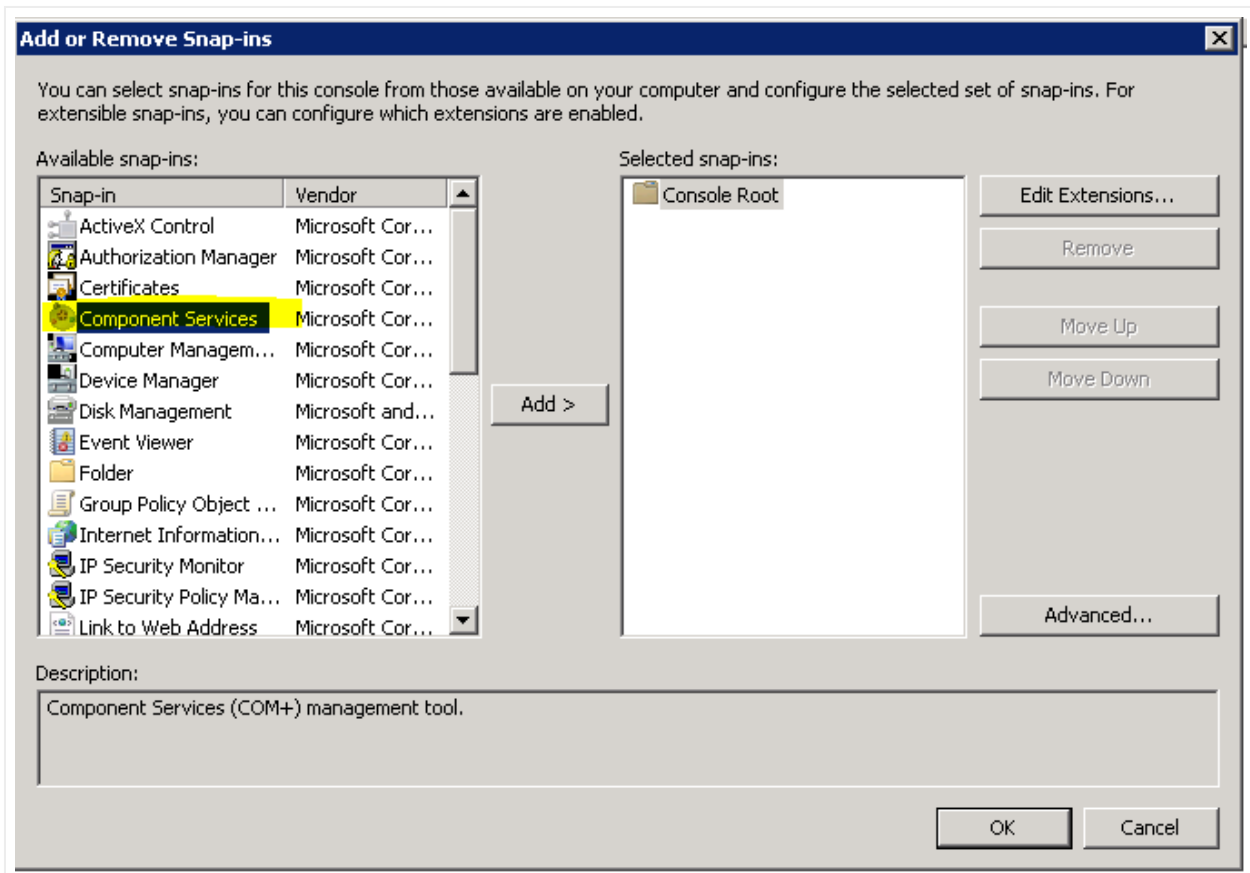 Add or Remove Snap-ins
You can select snap-ins for this console from those available on your computer and configure the selected set of snap-ins. For
extensible snap-ins, you can configure which extensions are enabled.
Available snap-ins:
Snap-in Vendor
ActiveX Control Microsoft Cor...
Authorization Manager Microsoft Cor...
Certificates Microsoft Cor...
Component Services Microsoft Cor...
Computer Managem... Microsoft Cor...
Device Manager Microsoft Cor...
Disk Management Microsoft and...
Event Viewer Microsoft Cor...
Folder Microsoft Cor...
Group Policy Object ... Microsoft Cor...
Internet Information... Microsoft Cor...
IP Security Monitor Microsoft Cor...
IP Security Policy Ma... Microsoft Cor...
Link to Web Address Microsoft Cor...
Add >
Selected snap-ins:
Console Root
Edit Extensions...
Remove
Move Up
Move Down
Advanced...
Description:
Component Services (COM+) management tool.
OK Cancel